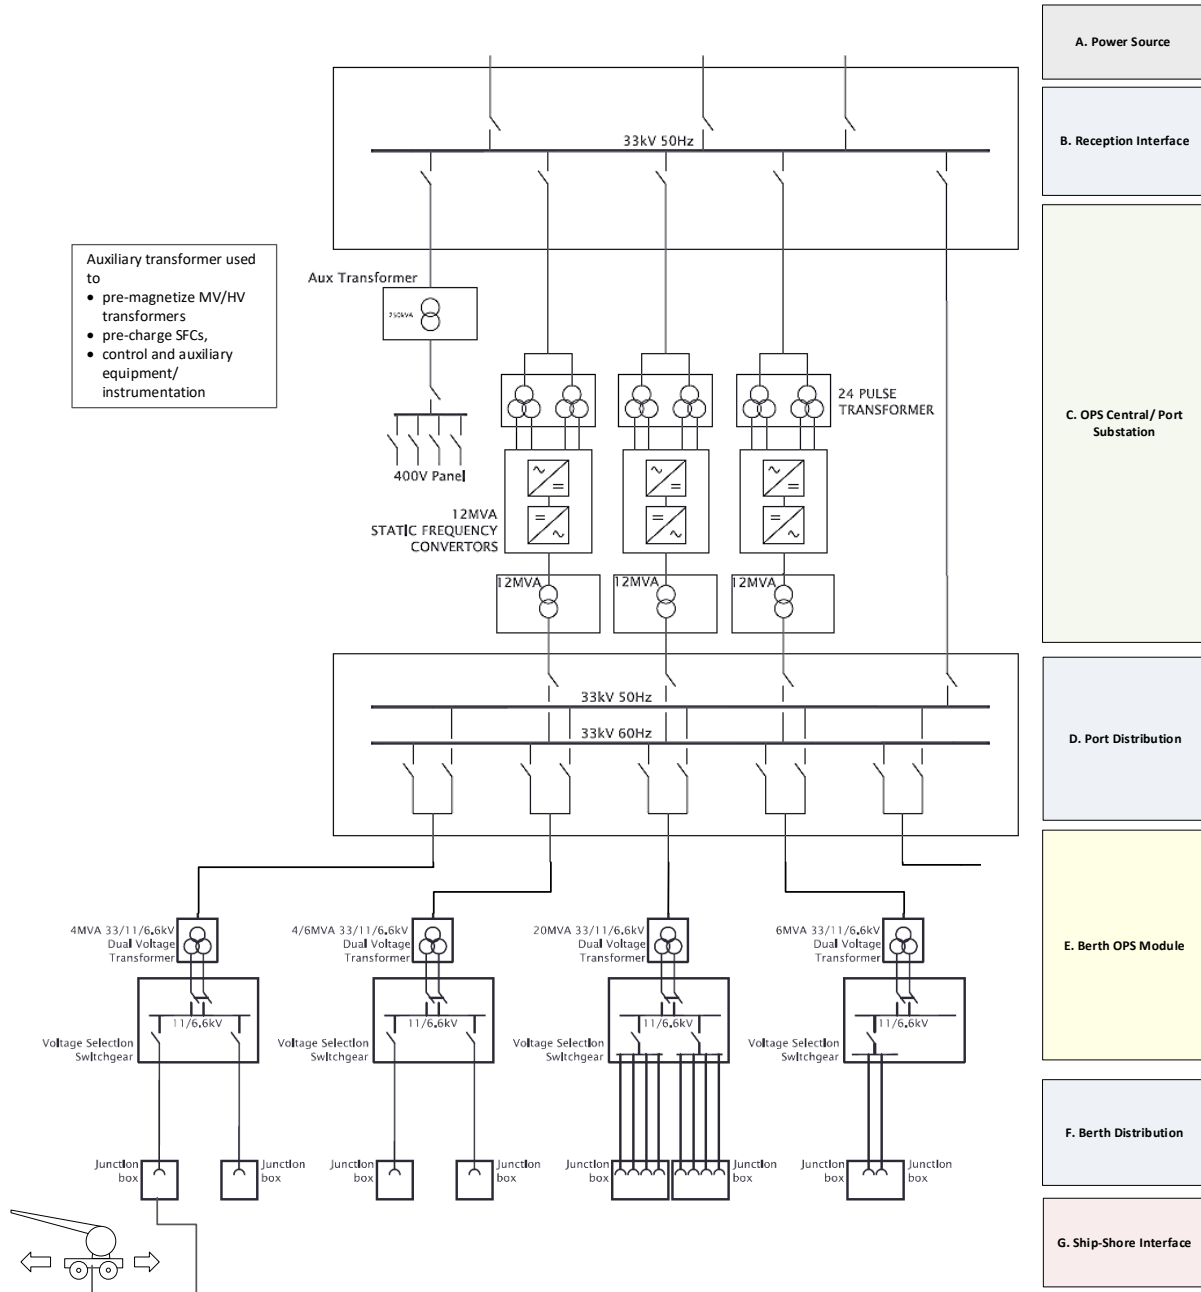 A. Power Source
B. Reception Interface
33kV 50Hz
Auxiliary transformer used
to
• pre-magnetize MV/HV
transformers
• pre-charge SFCs,
• control and auxiliary
equipment/
instrumentation
Aux Transformer
750kVA
24 PULSE
TRANSFORMER
C. OPS Central/ Port
Substation
400V Panel
12MVA
STATIC FREQUENCY
CONVERTORS
12MVA
12MVA
12MVA
33kV 50Hz
33kV 60Hz
D. Port Distribution
4MVA 33/11/6.6kV
Dual Voltage
Transformer
4/6MVA 33/11/6.6kV
Dual Voltage
Transformer
20MVA 33/11/6.6kV
Dual Voltage
Transformer
6MVA 33/11/6.6kV
Dual Voltage
Transformer
E. Berth OPS Module
11/6.6kV
Voltage Selection
Switchgear
11/6.6kV
Voltage Selection
Switchgear
11/6.6kV
Voltage Selection
Switchgear
11/6.6kV
Voltage Selection
Switchgear
F. Berth Distribution
Junction
box
Junction
box
Junction
box
Junction
box
Junction
box
Junction
box
Junction
box
Junction
box
G. Ship-Shore Interface